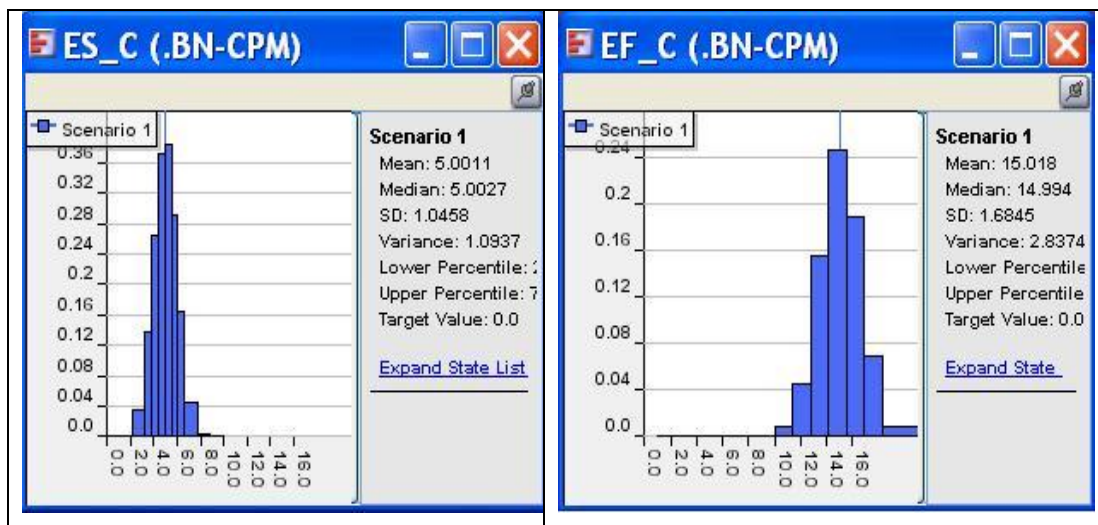 ES_C (.BN-CPM)
Scenario 1
0.36
0.32
0.28
0.24
0.2
0.16
0.12
0.08
0.04
0.0
0.0
2.0
4.0
6.0
8.0
10.0
12.0
14.0
16.0
Scenario 1
Mean: 5.0011
Median: 5.0027
SD: 1.0458
Variance: 1.0937
Lower Percentile:
Upper Percentile: 7
Target Value: 0.0
Expand State List
EF_C (.BN-CPM)
Scenario 1
0.24
0.2
0.16
0.12
0.08
0.04
0.0
0.0
2.0
4.0
6.0
8.0
10.0
12.0
14.0
16.0
Scenario 1
Mean: 15.018
Median: 14.994
SD: 1.6845
Variance: 2.8374
Lower Percentile
Upper Percentile
Target Value: 0.0
Expand State